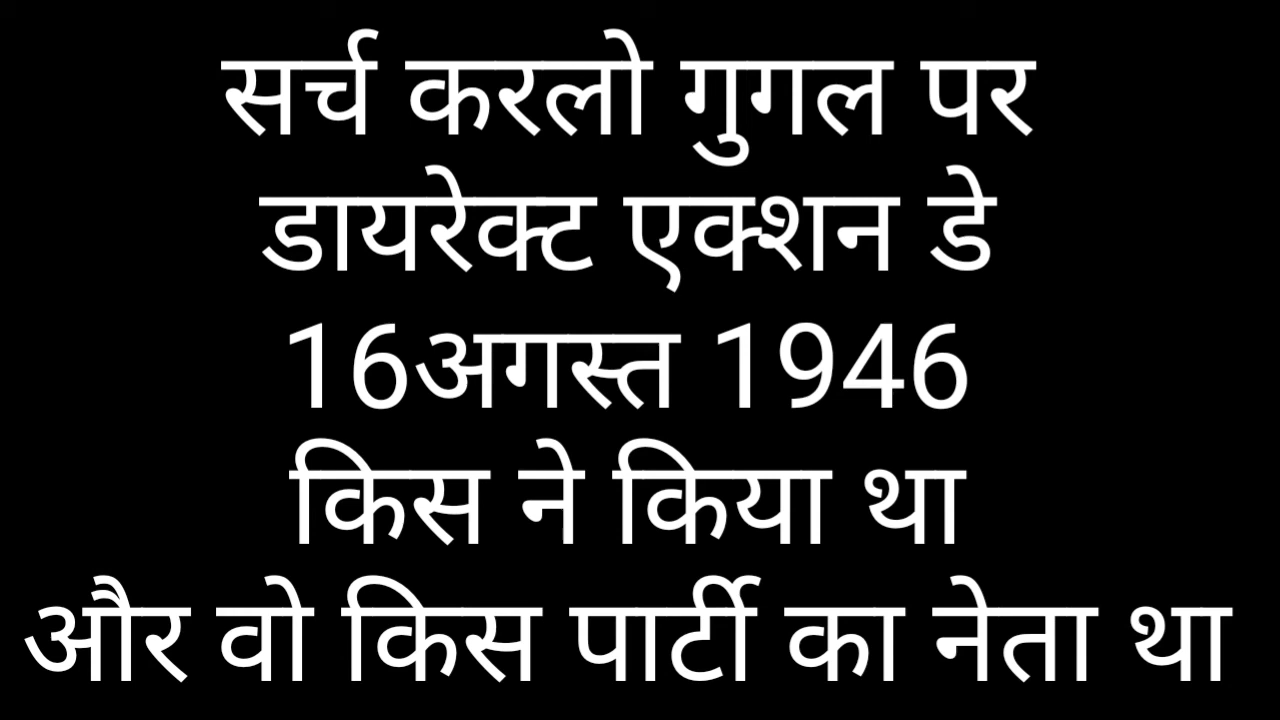 सर्च करलो गुगल पर
डायरेक्ट एक्शन डे
16अगस्त 1946
किस ने किया था
और वो किस पार्टी का नेता था